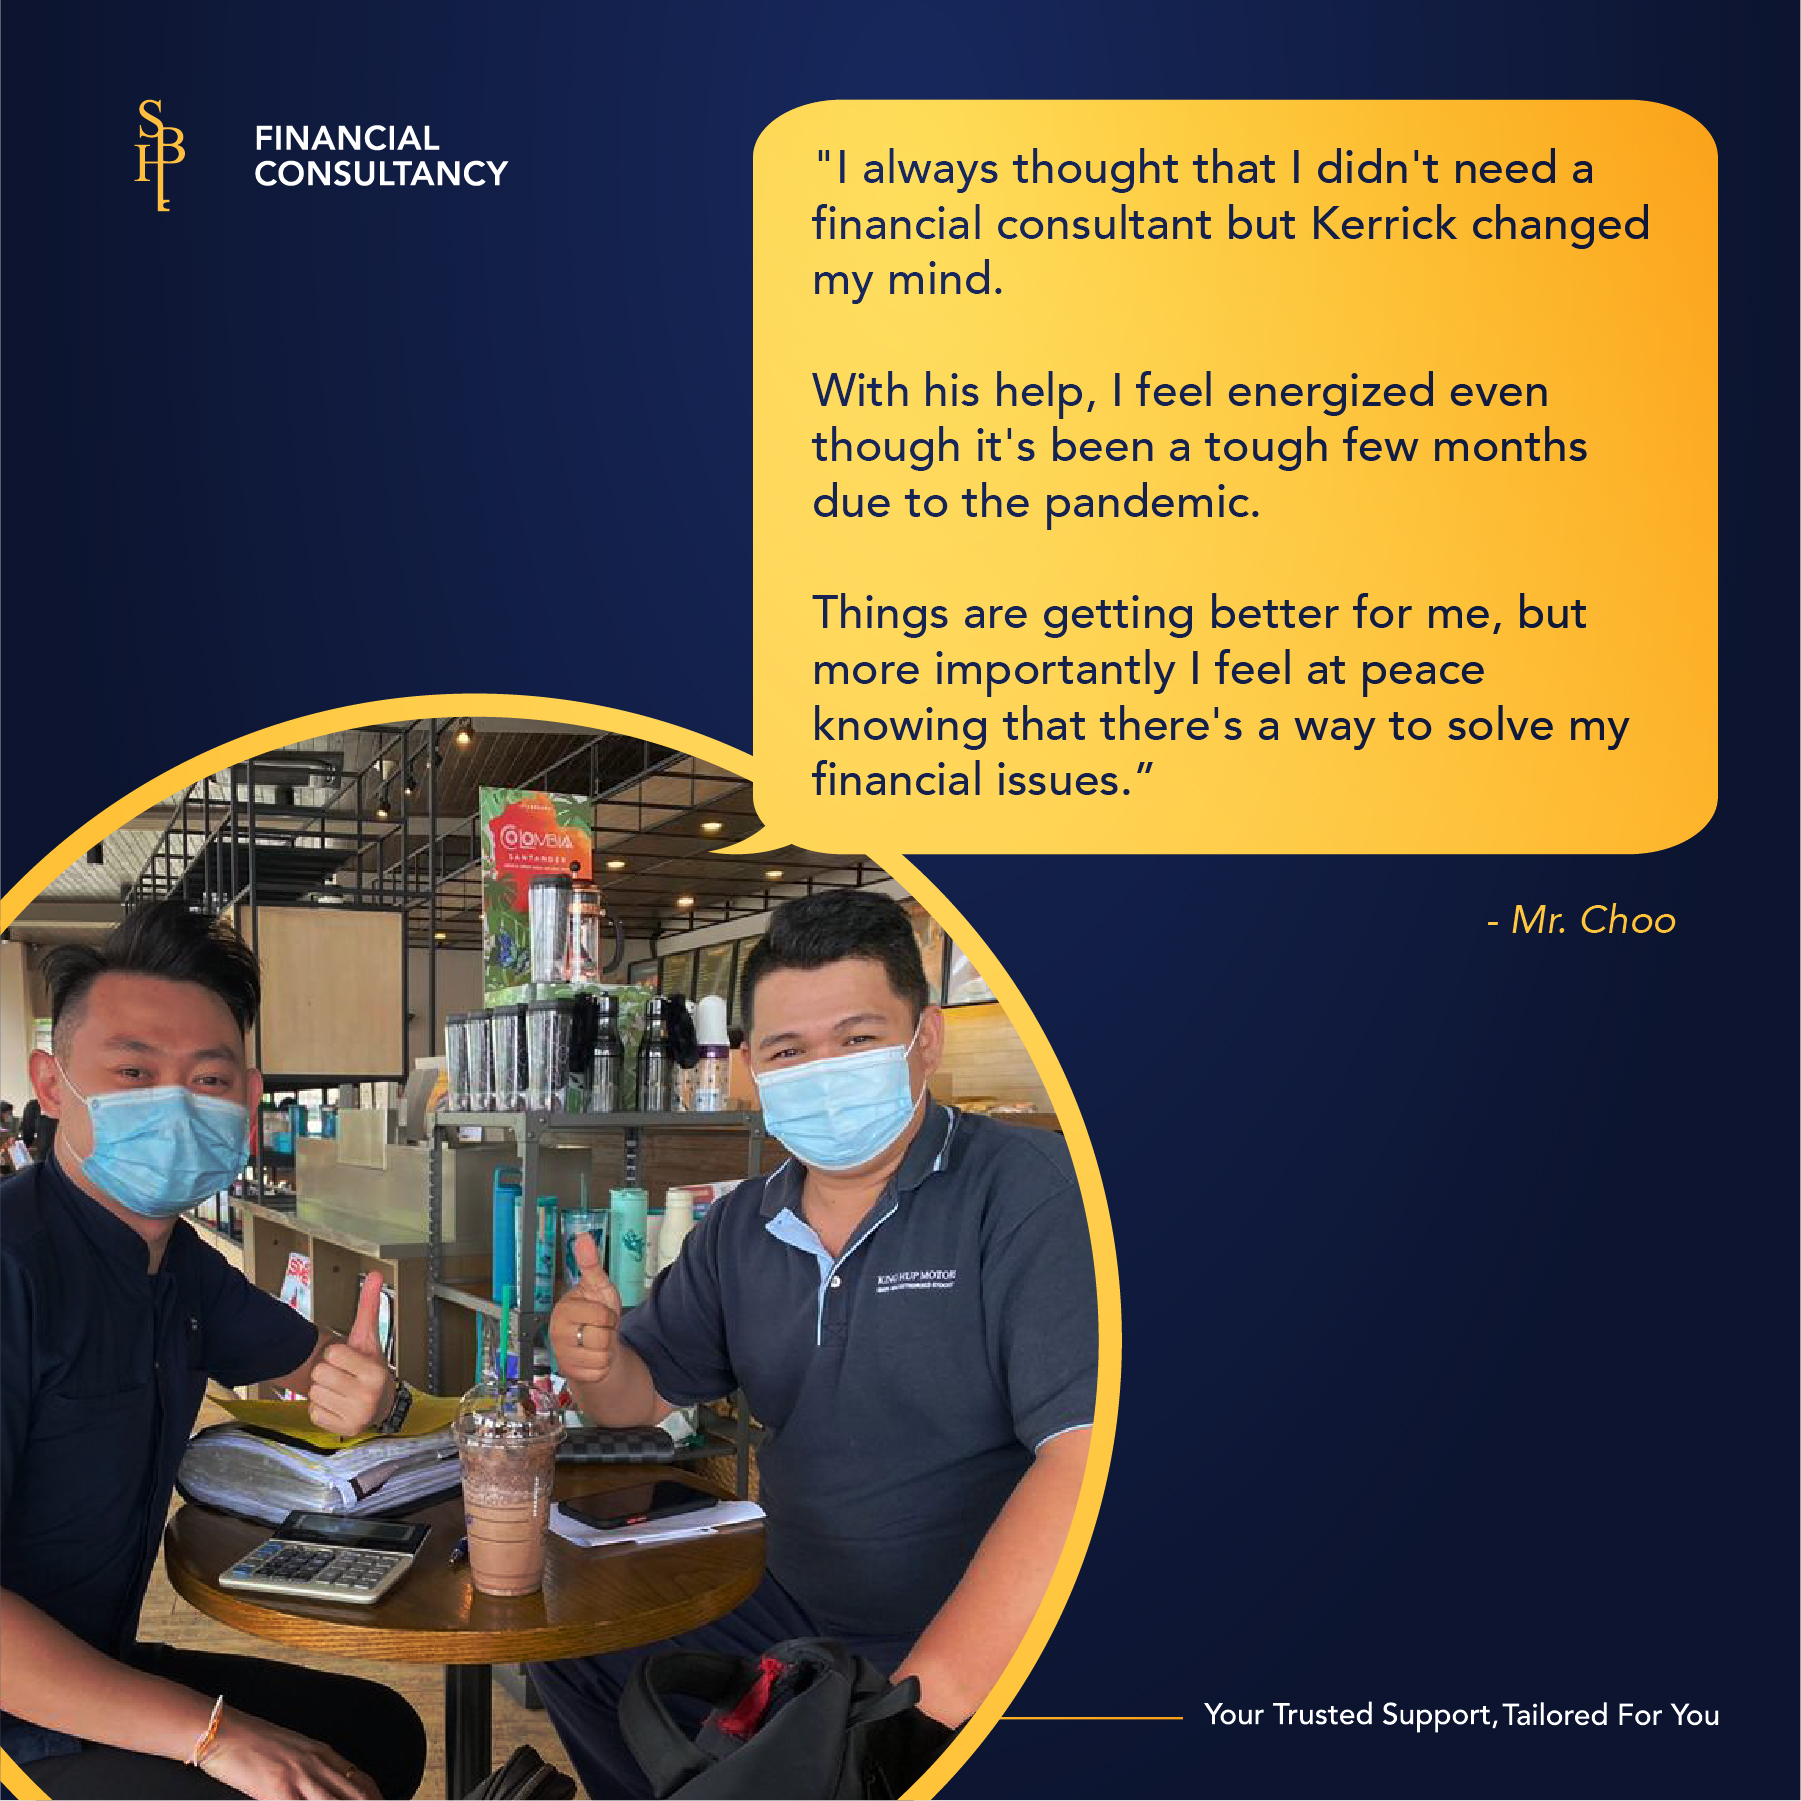 SBHI
FINANCIAL
CONSULTANCY
"I always thought that I didn't need a
financial consultant but Kerrick changed
my mind.
With his help, I feel energized even
though it's been a tough few months
due to the pandemic.
Things are getting better for me, but
more importantly I feel at peace
knowing that there's a way to solve my
financial issues.”
- Mr. Choo
COLOMBIA
SANTANDER
HUP MOTOR
Your Trusted Support, Tailored For You